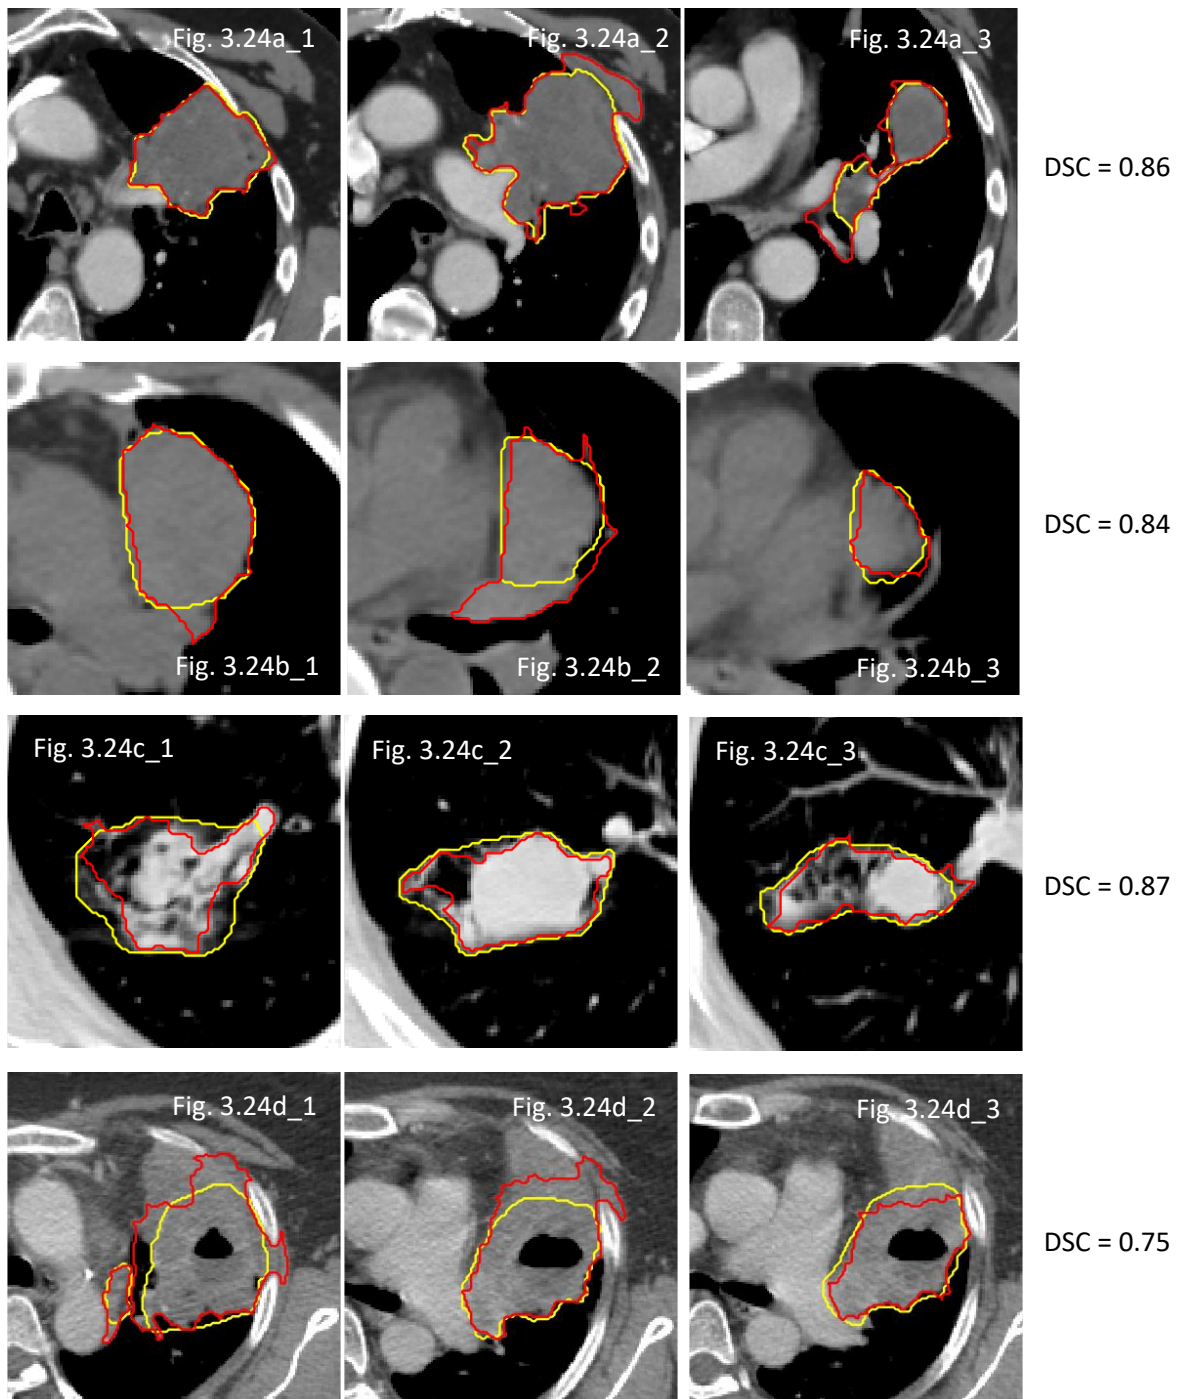 Fig. 3.24a_1
Fig. 3.24a_2
Fig. 3.24a_3
DSC = 0.86
Fig. 3.24b_1
Fig. 3.24b_2
Fig. 3.24b_3
DSC = 0.84
Fig. 3.24c_1
Fig. 3.24c_2
Fig. 3.24c_3
DSC = 0.87
Fig. 3.24d_1
Fig. 3.24d_2
Fig. 3.24d_3
DSC = 0.75